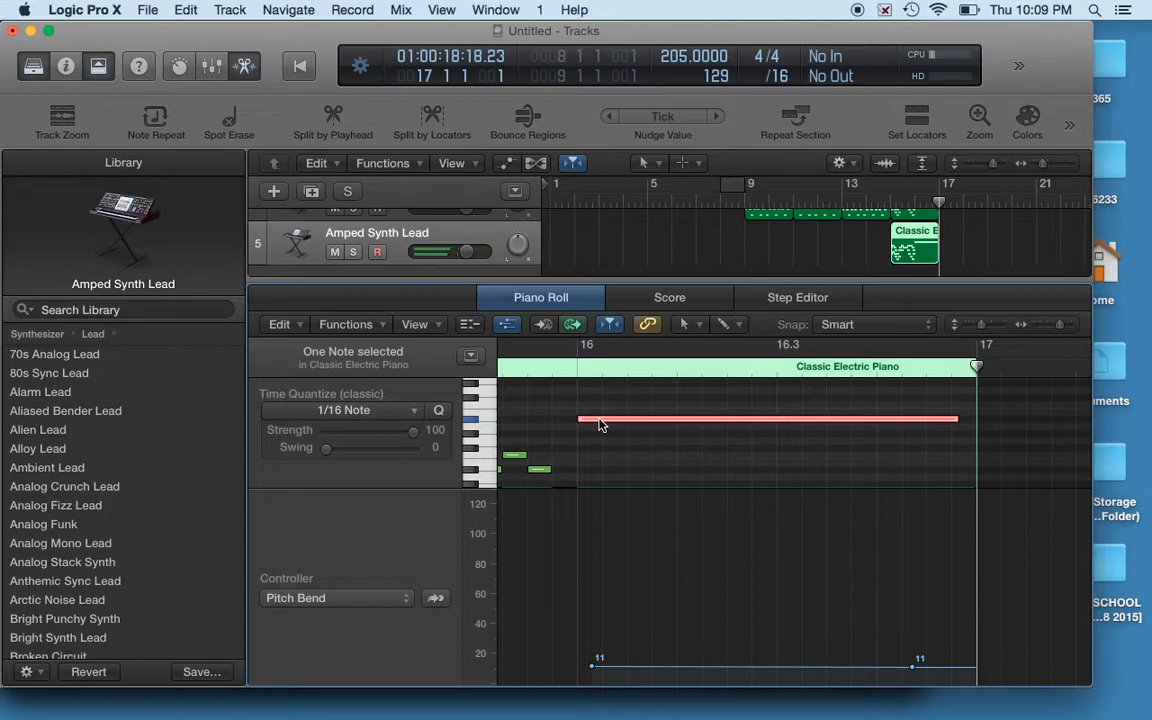 Logic Pro X File Edit Track Navigate Record Mix View Window 1 Help Thu 10:09 PM
Untitled - Tracks
01:00:18:18.23 0008 1 1 1 205.0000 4/4 No In CPU
0017 1 1 001 0009 1 1 1 129 /16 No Out HD
Track Zoom Note Repeat Spot Erase Split by Playhead Split by Locators Bounce Regions Tick Nudge Value Repeat Section Set Locators Zoom Colors
Library Edit Functions View
1 5 9 13 17 21
S
M S R L R
5 Amped Synth Lead Classic E
M S R L R
Amped Synth Lead
Piano Roll Score Step Editor
Search Library
Edit Functions View Snap: Smart
Synthesizer Lead
One Note selected 16 16.3 17
in Classic Electric Piano Classic Electric Piano
Time Quantize (classic)
1/16 Note Q
Strength 100
Swing 0
70s Analog Lead
80s Sync Lead
Alarm Lead
Aliased Bender Lead
Alien Lead
Alloy Lead
Ambient Lead
Analog Crunch Lead
Analog Fizz Lead
Analog Funk
Analog Mono Lead
Analog Stack Synth
Anthemic Sync Lead
Arctic Noise Lead
Bright Punchy Synth
Bright Synth Lead
Broken Circuit
Revert Save...
120
100
80
60
40
20
Controller
Pitch Bend
11 11
365
6233
ome
uments
Storage
...Folder)
SCHOOL
...8 2015]